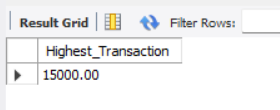 Result Grid Filter Rows:
Highest_Transaction
15000.00